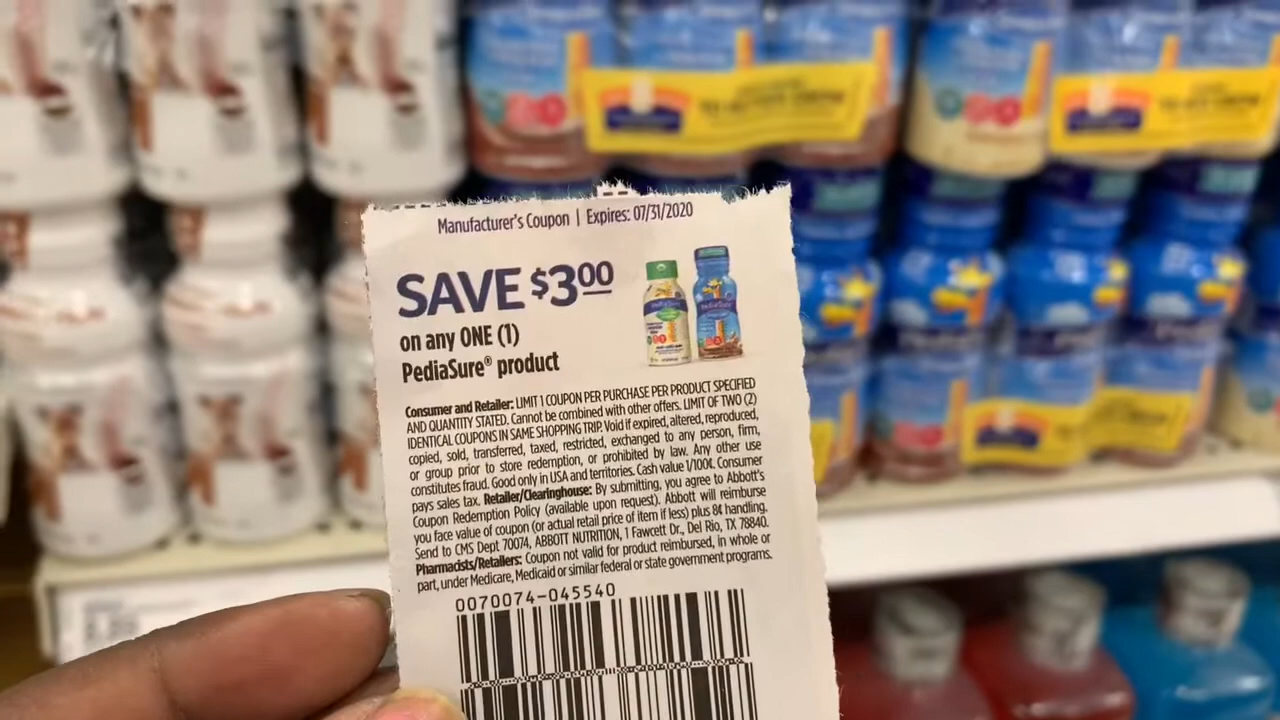 Manufacturer's Coupon | Expires: 07/31/2020
SAVE $3.00
on any ONE (1)
PediaSure® product
Consumer and Retailer: LIMIT 1 COUPON PER PURCHASE PER PRODUCT SPECIFIED
AND QUANTITY STATED. Cannot be combined with other offers. LIMIT OF TWO (2)
IDENTICAL COUPONS IN SAME SHOPPING TRIP. Void if expired, altered, reproduced,
copied, sold, transferred, taxed, restricted, exchanged to any person, firm,
or group prior to store redemption, or prohibited by law. Any other use
constitutes fraud. Good only in USA and territories. Cash value 1/100¢. Consumer
pays sales tax. Retailer/Clearinghouse: By submitting, you agree to Abbott's
Coupon Redemption Policy (available upon request). Abbott will reimburse
you face value of coupon (or actual retail price of item if less) plus 8¢ handling.
Send to CMS Dept 70074, ABBOTT NUTRITION, 1 Fawcett Dr., Del Rio, TX 78840.
Pharmacists/Retailers: Coupon not valid for product reimbursed, in whole or
part, under Medicare, Medicaid or similar federal or state government programs.
0070074-045540